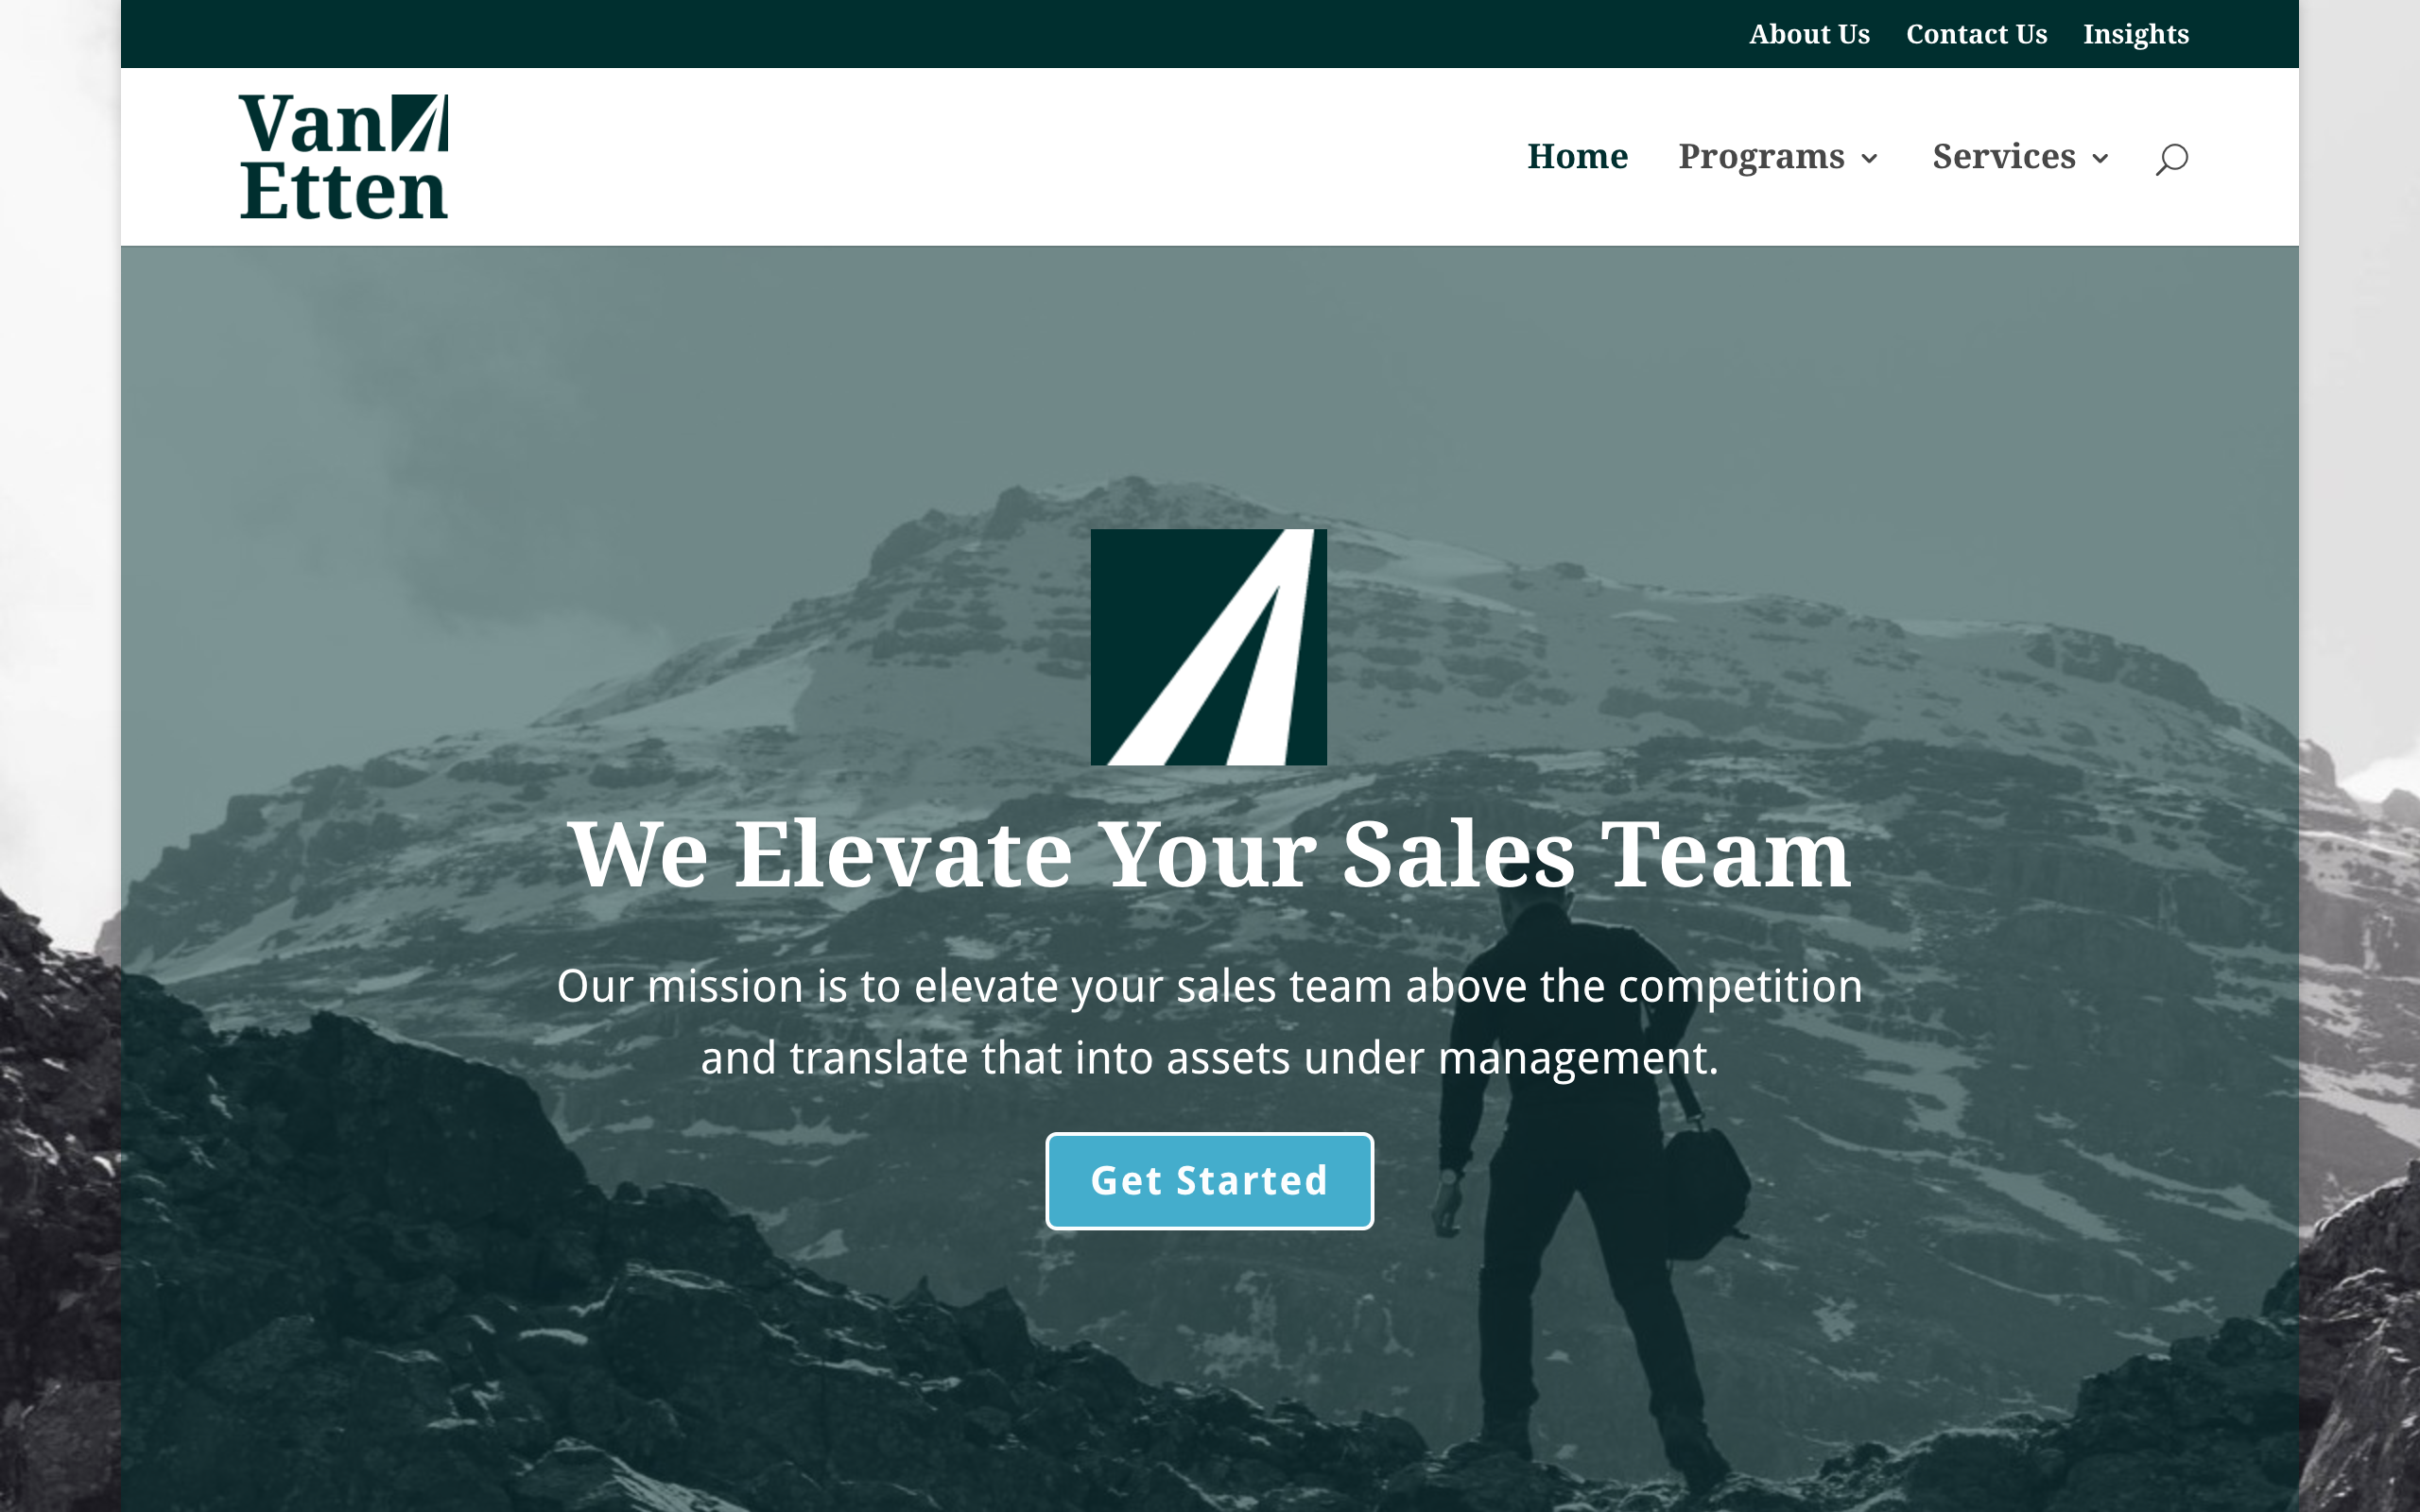 About Us Contact Us Insights
Van
Etten
Home Programs Services
We Elevate Your Sales Team
Our mission is to elevate your sales team above the competition
and translate that into assets under management.
Get Started